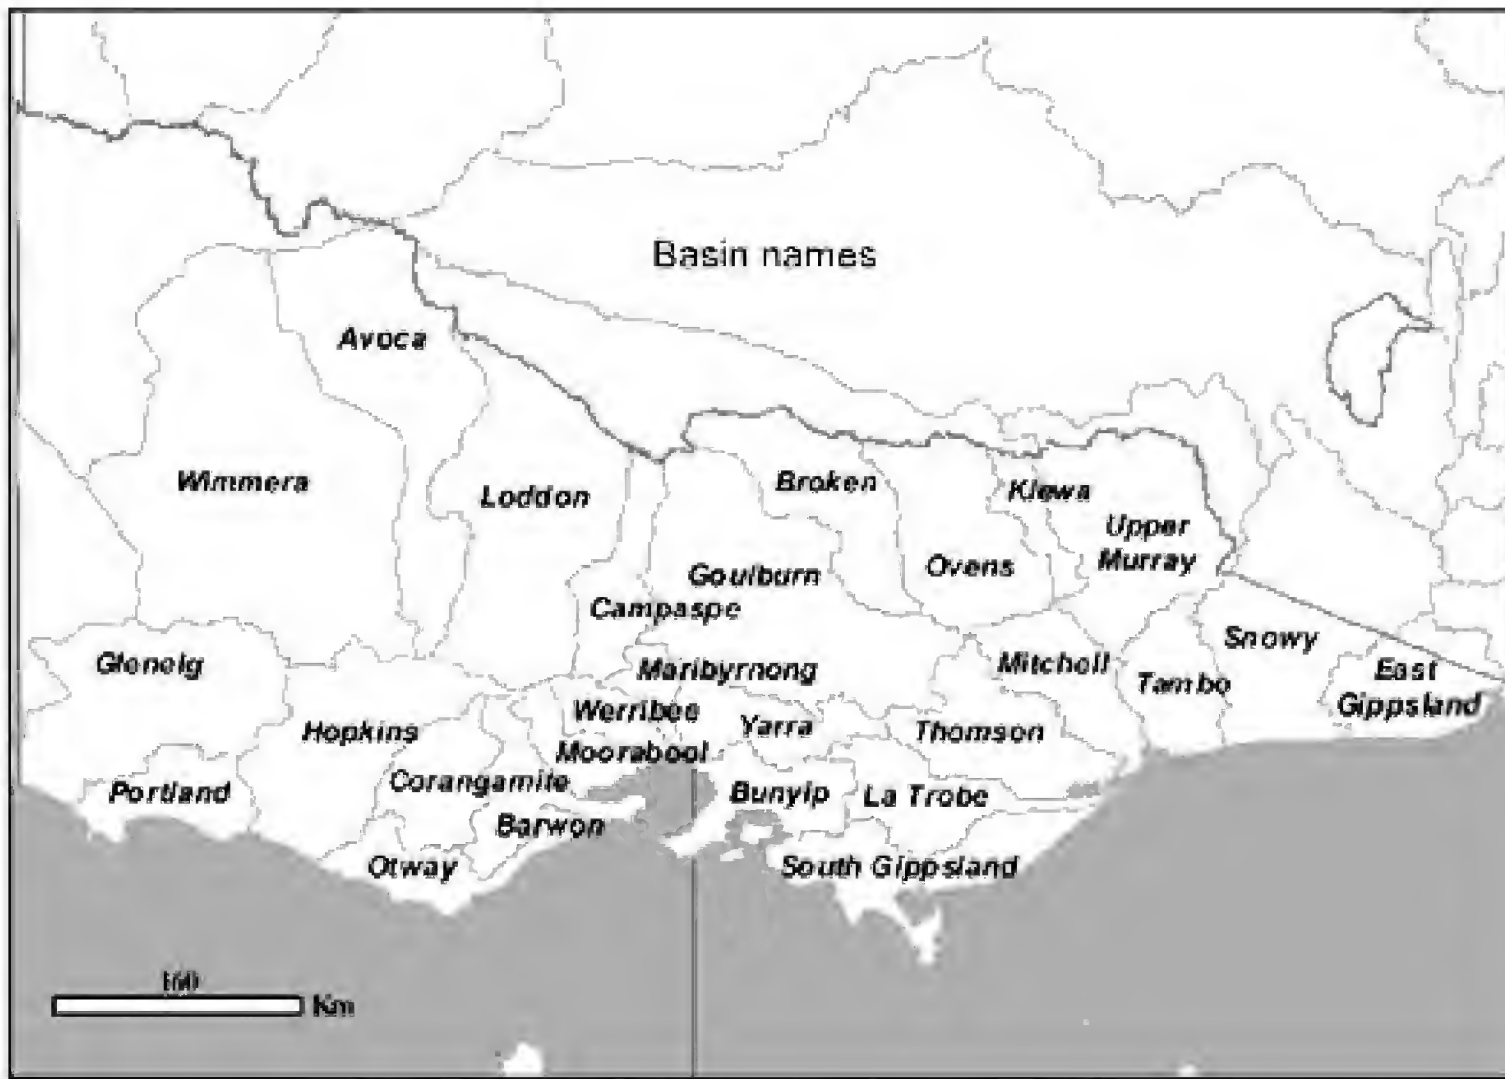 Basin names
Avoca
Wimmera
Loddon
Broken
Kiewa
Upper
Murray
Goulburn
Ovens
Campaspe
Glenelg
Maribyrnong
Mitchell
Snowy
Tambo
East
Gippsland
Hopkins
Werribee
Yarra
Thomson
Moorabool
Portland
Corangamite
Bunyip
La Trobe
Barwon
Otway
South Gippsland
Km